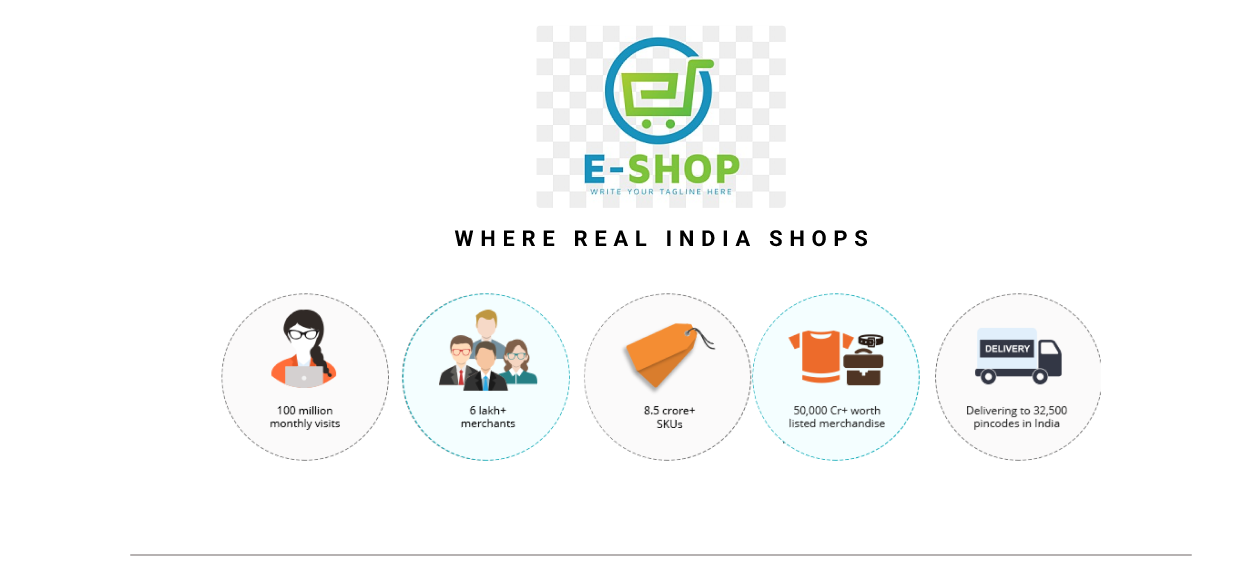 E-SHOP
WRITE YOUR TAGLINE HERE
WHERE REAL INDIA SHOPS
100 million
monthly visits
6 lakh+
merchants
8.5 crore+
SKUs
50,000 Cr+ worth
listed merchandise
DELIVERY
Delivering to 32,500
pincodes in India